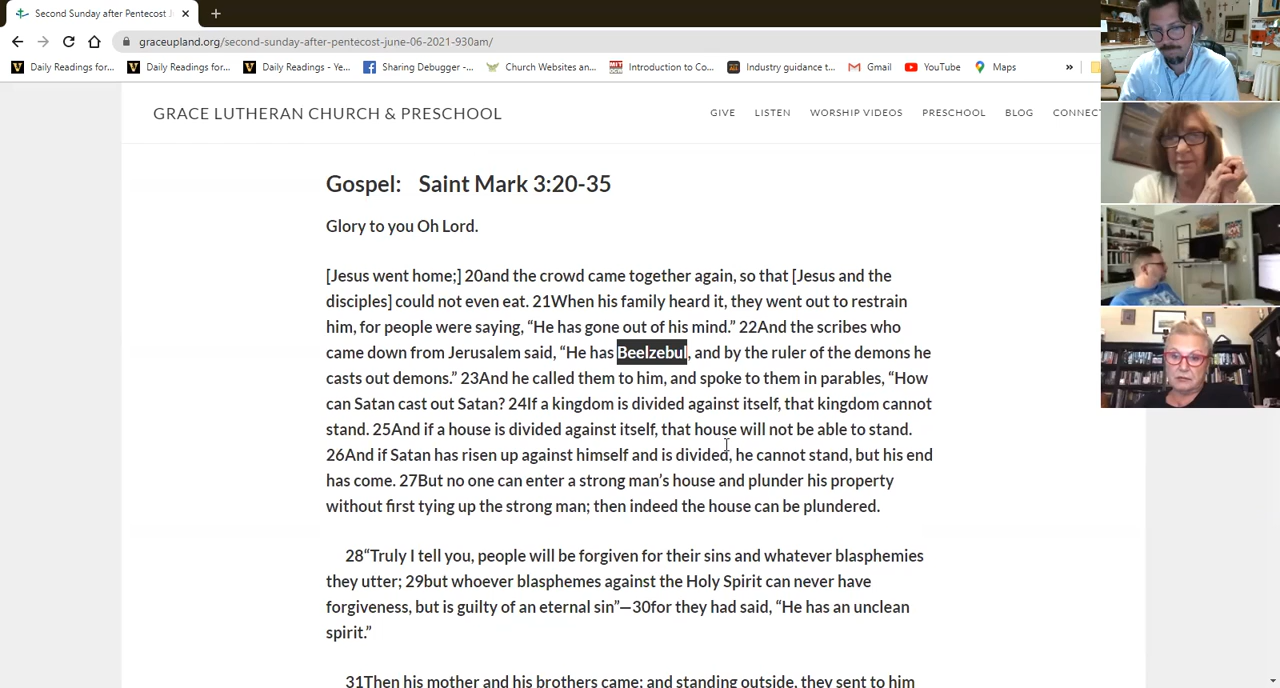 Second Sunday after Pentecost J
graceupland.org/second-sunday-after-pentecost-june-06-2021-930am/
Daily Readings for...
Daily Readings for...
Daily Readings - Ye...
Sharing Debugger -...
Church Websites an...
Introduction to Co...
Industry guidance t...
Gmail
YouTube
Maps
»
GRACE LUTHERAN CHURCH & PRESCHOOL
GIVE
LISTEN
WORSHIP VIDEOS
PRESCHOOL
BLOG
CONNECT
Gospel: Saint Mark 3:20-35
Glory to you Oh Lord.
[Jesus went home;] 20and the crowd came together again, so that [Jesus and the
disciples] could not even eat. 21When his family heard it, they went out to restrain
him, for people were saying, “He has gone out of his mind.” 22And the scribes who
came down from Jerusalem said, “He has Beelzebul, and by the ruler of the demons he
casts out demons.” 23And he called them to him, and spoke to them in parables, “How
can Satan cast out Satan? 24If a kingdom is divided against itself, that kingdom cannot
stand. 25And if a house is divided against itself, that house will not be able to stand.
26And if Satan has risen up against himself and is divided, he cannot stand, but his end
has come. 27But no one can enter a strong man’s house and plunder his property
without first tying up the strong man; then indeed the house can be plundered.
28“Truly I tell you, people will be forgiven for their sins and whatever blasphemies
they utter; 29but whoever blasphemes against the Holy Spirit can never have
forgiveness, but is guilty of an eternal sin”—30for they had said, “He has an unclean
spirit.”
31Then his mother and his brothers came; and standing outside, they sent to him